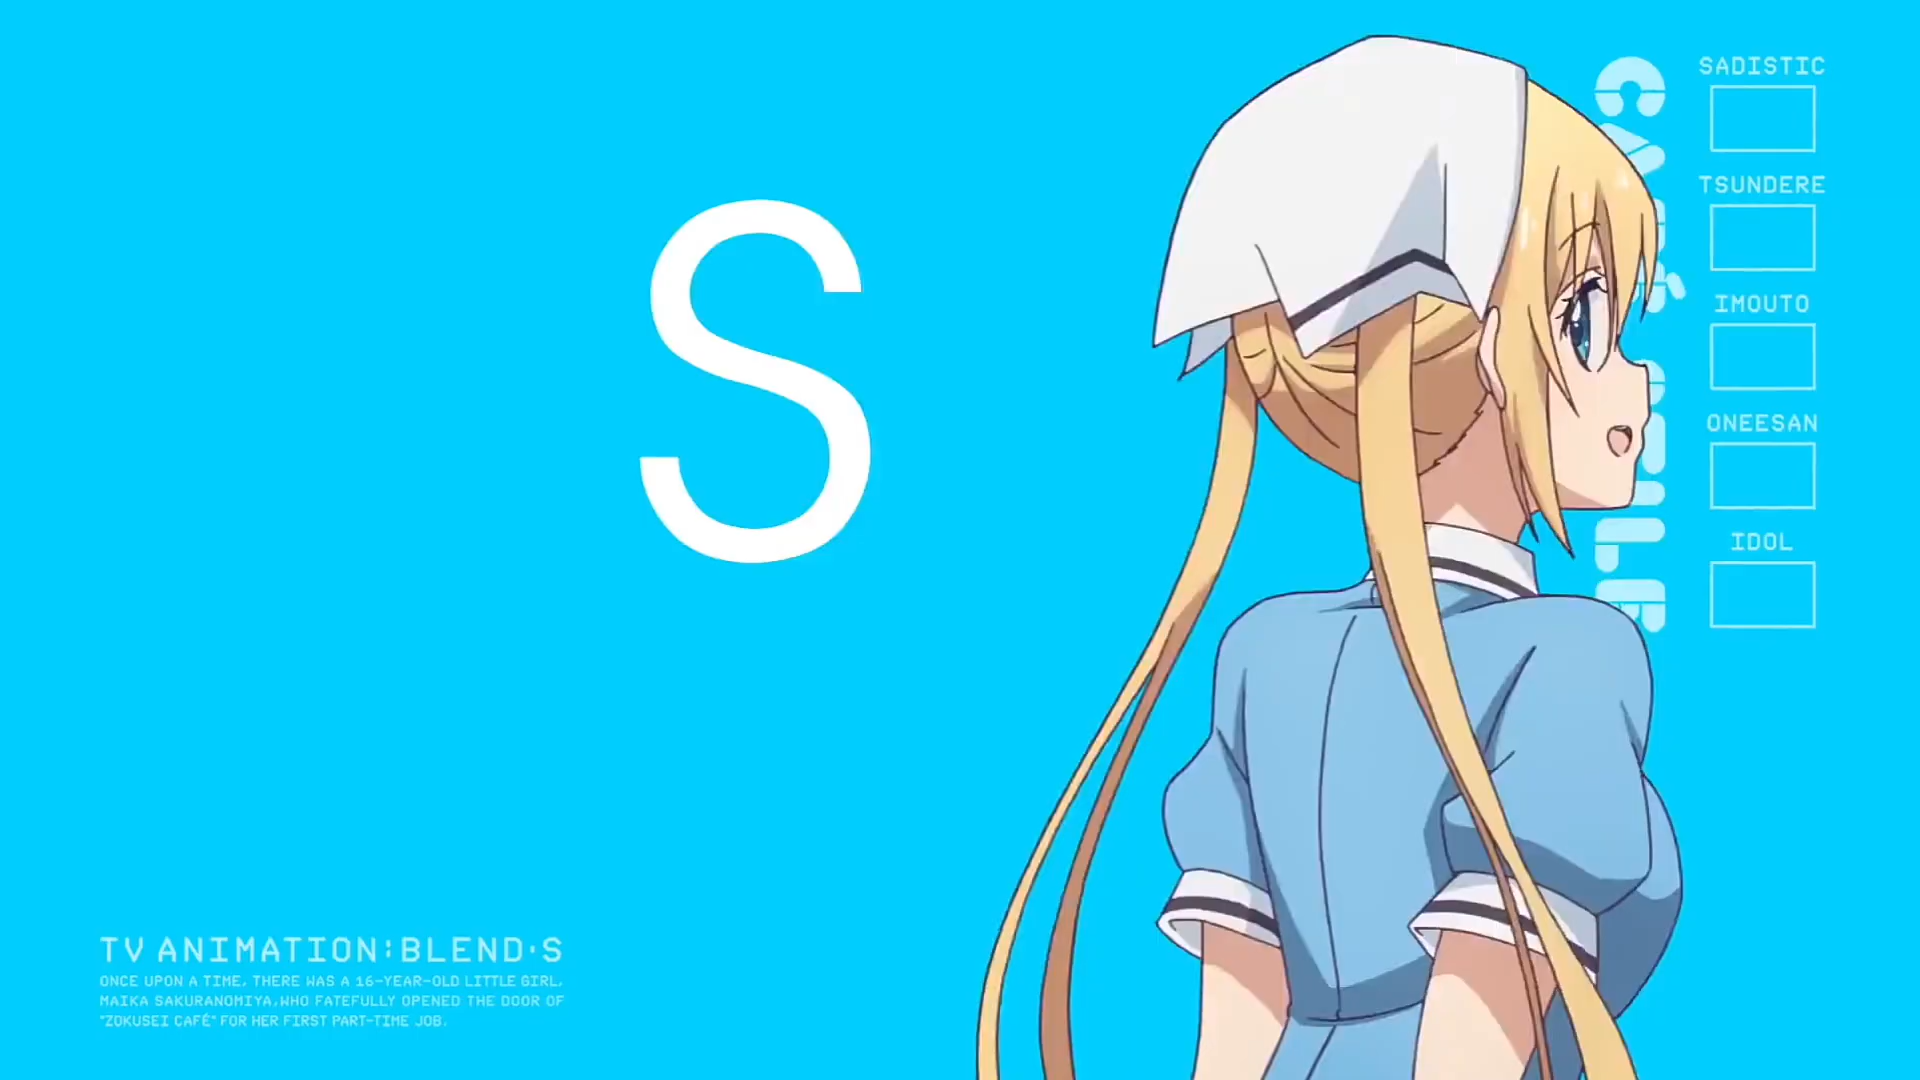 S
SADISTIC
TSUNDERE
IMOUTO
ONEESAN
IDOL
TV ANIMATION:BLEND·S
ONCE UPON A TIME, THERE WAS A 16-YEAR-OLD LITTLE GIRL,
MAIKA SAKURANOMIYA,WHO FATEFULLY OPENED THE DOOR OF
"ZOKUSEI CAFÉ" FOR HER FIRST PART-TIME JOB.